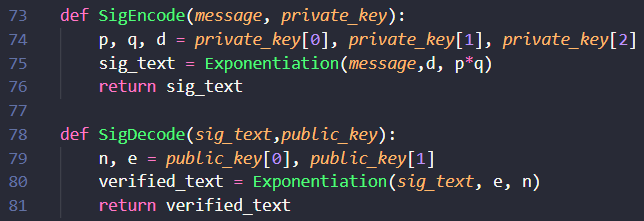 73 def SigEncode(message, private_key):
74 p, q, d = private_key[0], private_key[1], private_key[2]
75 sig_text = Exponentiation(message,d, p*q)
76 return sig_text
77
78 def SigDecode(sig_text,public_key):
79 n, e = public_key[0], public_key[1]
80 verified_text = Exponentiation(sig_text, e, n)
81 return verified_text